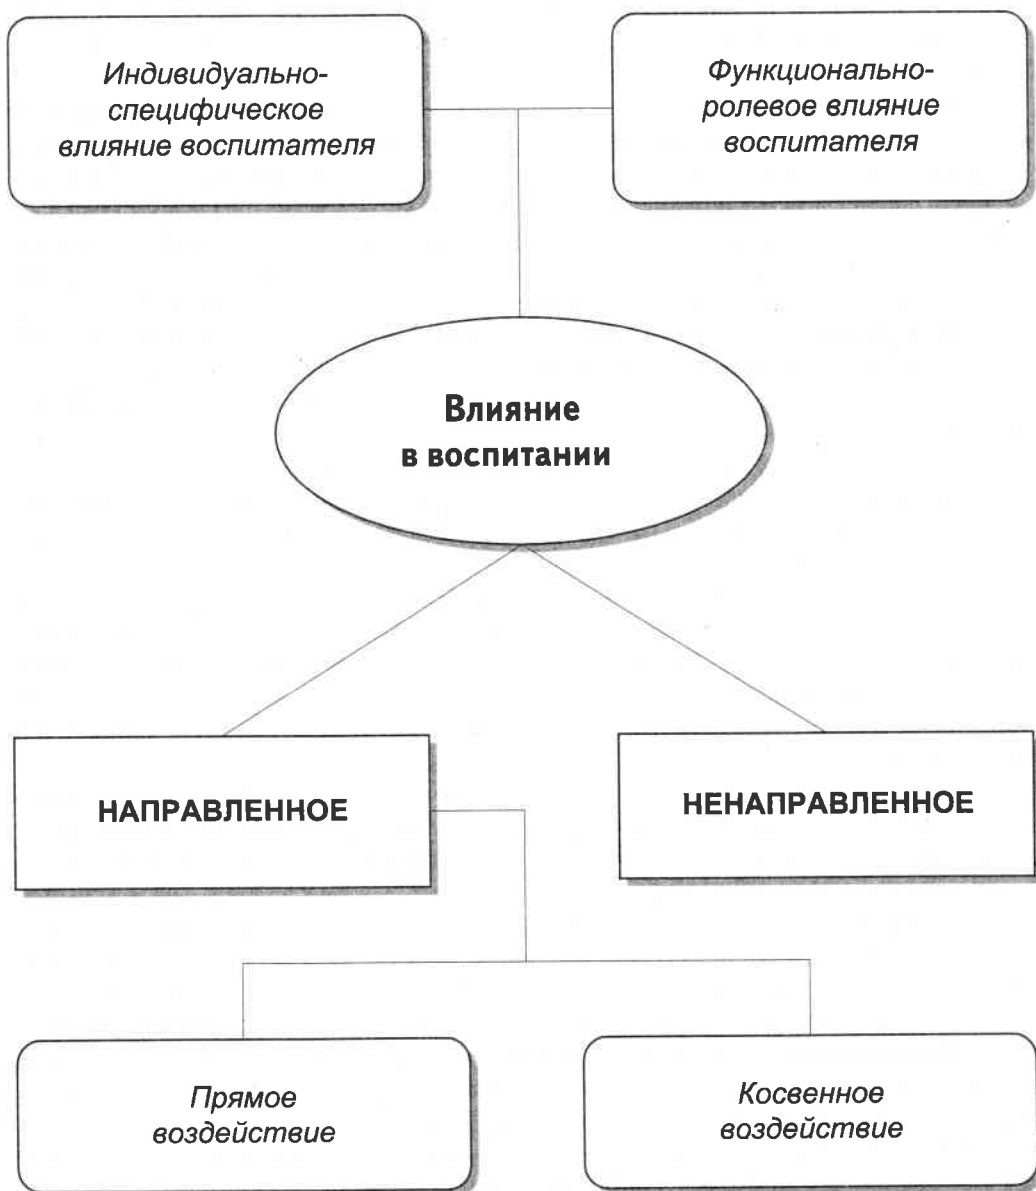 Индивидуально-
специфическое
влияние воспитателя
Функционально-
ролевое влияние
воспитателя
Влияние
в воспитании
НАПРАВЛЕННОЕ
НЕНАПРАВЛЕННОЕ
Прямое
воздействие
Косвенное
воздействие